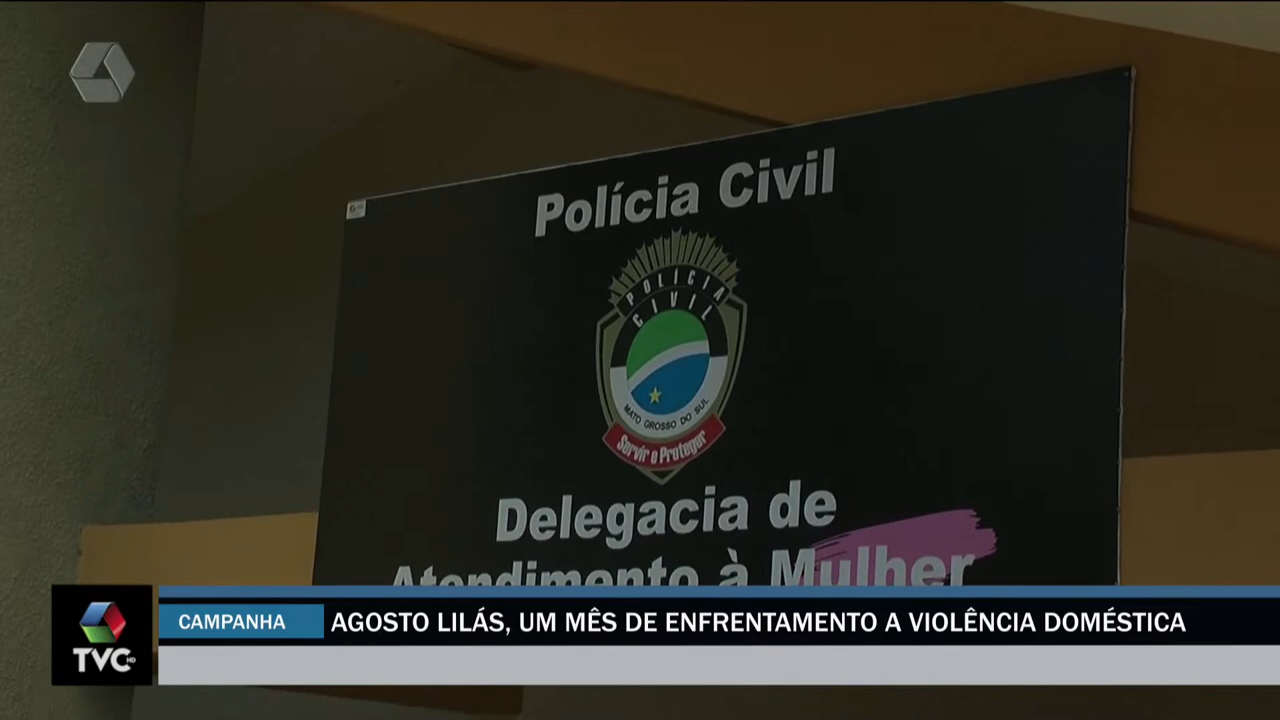 Polícia Civil
POLÍCIA
CIVIL
MATO GROSSO DO SUL
Servir e Proteger
Delegacia de
Atendimento à Mulher
CAMPANHA
AGOSTO LILÁS, UM MÊS DE ENFRENTAMENTO A VIOLÊNCIA DOMÉSTICA
TVC HD